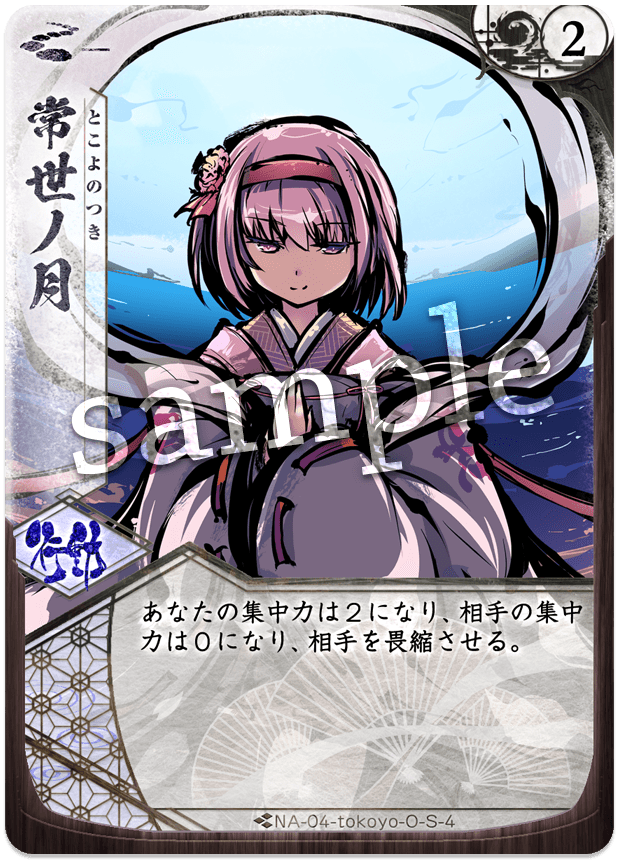 2
常世ノ月
とこよのつき
sample
行動
あなたの集中力は２になり、相手の集中
力は０になり、相手を畏縮させる。
NA-04-tokoyo-O-S-4